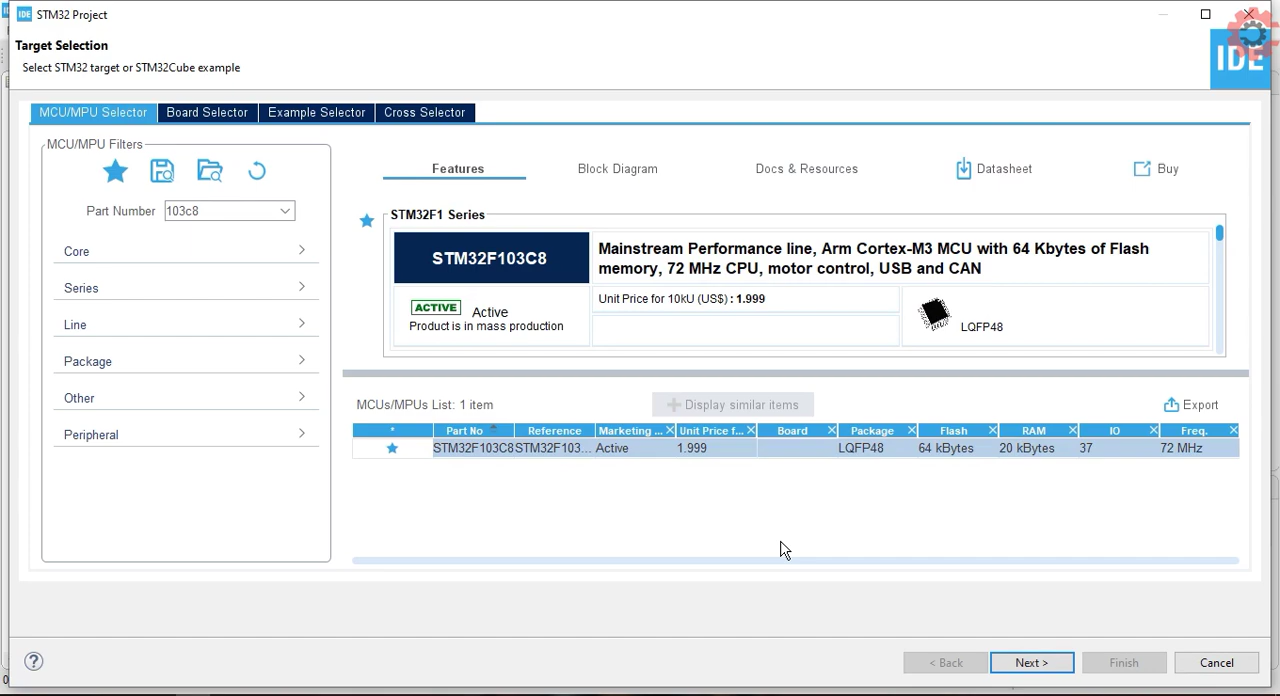 IDE STM32 Project
Target Selection
Select STM32 target or STM32Cube example
IDE
MCU/MPU Selector Board Selector Example Selector Cross Selector
MCU/MPU Filters
Features Block Diagram Docs & Resources Datasheet Buy
Part Number 103c8
STM32F1 Series
Core
STM32F103C8
Mainstream Performance line, Arm Cortex-M3 MCU with 64 Kbytes of Flash
memory, 72 MHz CPU, motor control, USB and CAN
Series
ACTIVE Active
Product is in mass production
Unit Price for 10kU (US$) : 1.999
LQFP48
Line
Package
Other
Peripheral
MCUs/MPUs List: 1 item
Display similar items
Export
* Part No Reference Marketing ... Unit Price f... Board Package Flash RAM IO Freq.
STM32F103C8 STM32F103... Active 1.999 LQFP48 64 kBytes 20 kBytes 37 72 MHz
? < Back Next > Finish Cancel